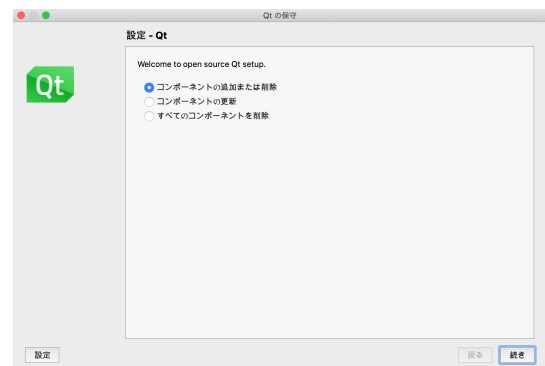 Qt の保守
設定 - Qt
Qt
Welcome to open source Qt setup.
コンポーネントの追加または削除
コンポーネントの更新
すべてのコンポーネントを削除
設定
戻る
続き